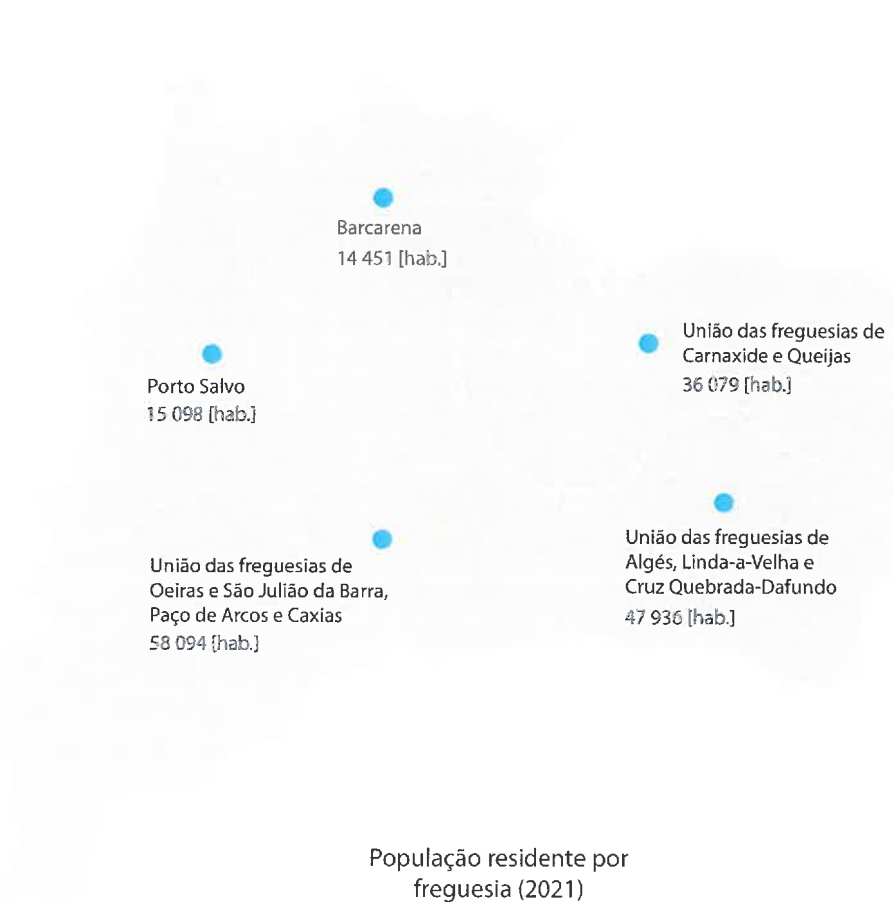 Barcarena
14 451 [hab.]
União das freguesias de
Carnaxide e Queijas
36 079 [hab.]
Porto Salvo
15 098 [hab.]
União das freguesias de
Algés, Linda-a-Velha e
Cruz Quebrada-Dafundo
47 936 [hab.]
União das freguesias de
Oeiras e São Julião da Barra,
Paço de Arcos e Caxias
58 094 [hab.]
População residente por
freguesia (2021)